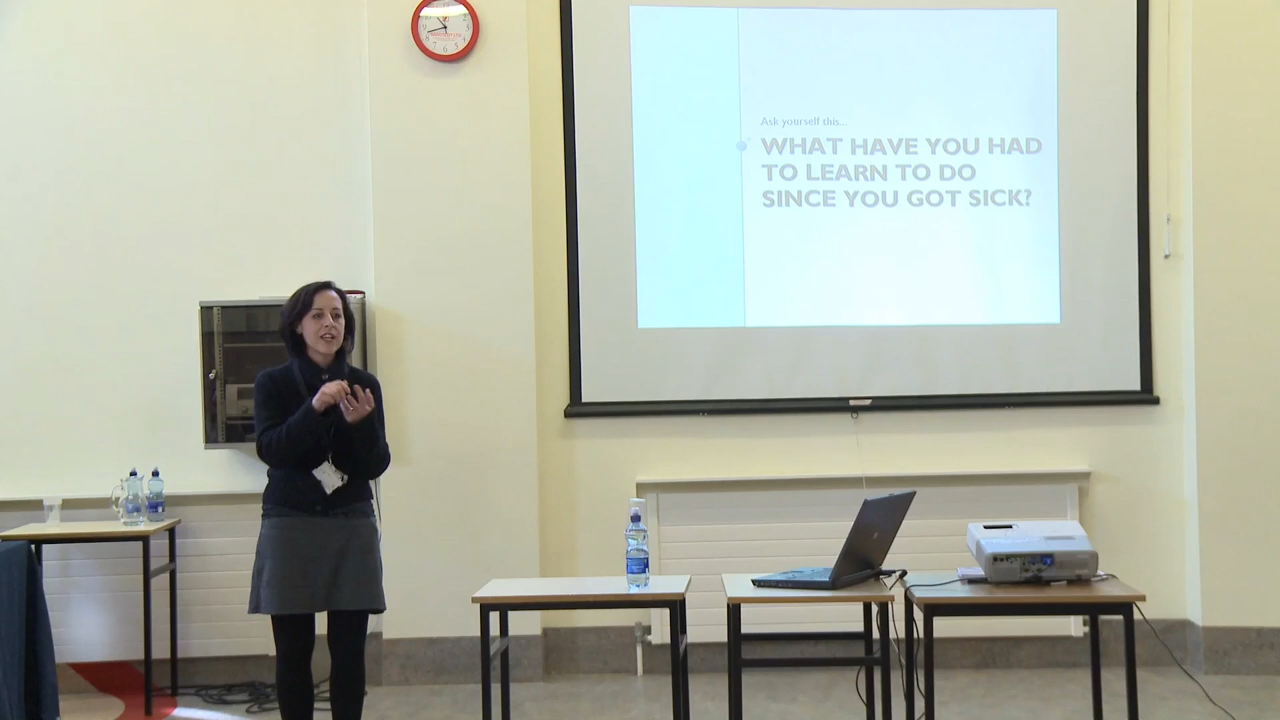 Ask yourself this...
WHAT HAVE YOU HAD
TO LEARN TO DO
SINCE YOU GOT SICK?